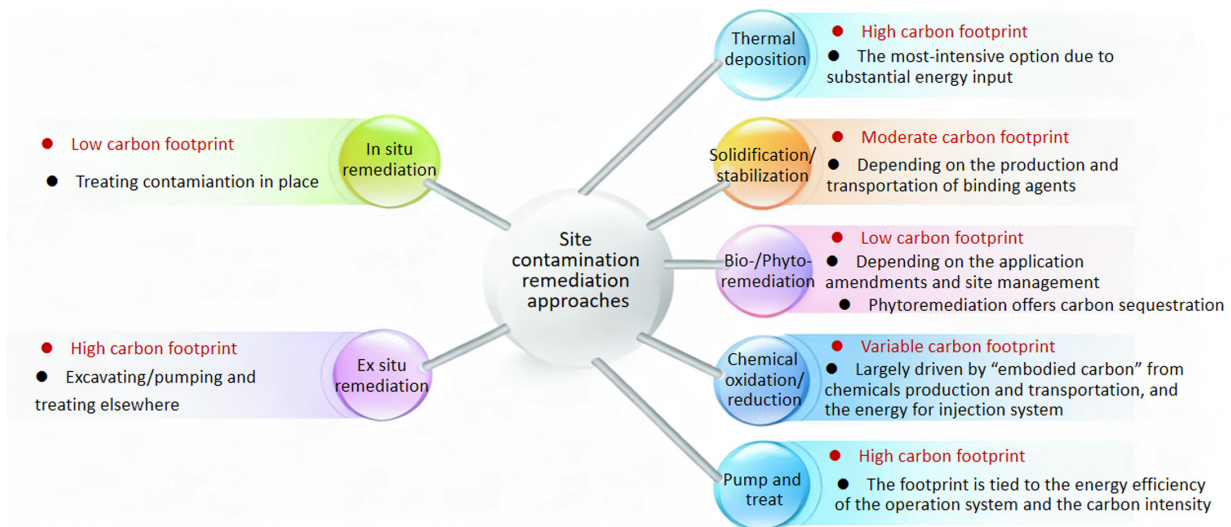 Site
contamination
remediation
approaches
In situ
remediation
Low carbon footprint
Treating contamiantion in place
Ex situ
remediation
High carbon footprint
Excavating/pumping and
treating elsewhere
Thermal
deposition
High carbon footprint
The most-intensive option due to
substantial energy input
Solidification/
stabilization
Moderate carbon footprint
Depending on the production and
transportation of binding agents
Bio-/Phyto-
remediation
Low carbon footprint
Depending on the application
amendments and site management
Phytoremediation offers carbon sequestration
Chemical
oxidation/
reduction
Variable carbon footprint
Largely driven by “embodied carbon” from
chemicals production and transportation, and
the energy for injection system
Pump and
treat
High carbon footprint
The footprint is tied to the energy efficiency
of the operation system and the carbon intensity